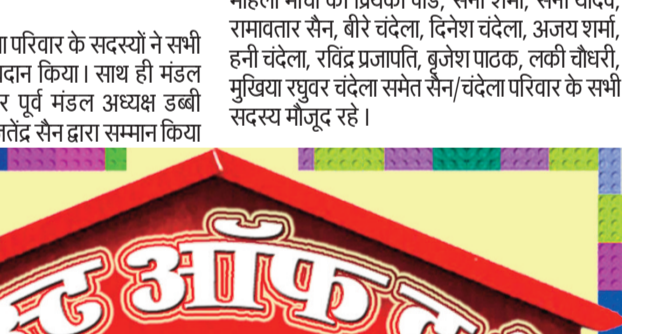 परिवार के सदस्यों ने सभी
किया। साथ ही मंडल
पूर्व मंडल अध्यक्ष डब्बी
सैन द्वारा सम्मान किया
रामावतार सैन, बीरे चंदेला, दिनेश चंदेला, अजय शर्मा,
हनी चंदेला, रविंद्र प्रजापति, बृजेश पाठक, लकी चौधरी,
मुखिया रघुवर चंदेला समेत सैन/चंदेला परिवार के सभी
सदस्य मौजूद रहे।
ऑफ